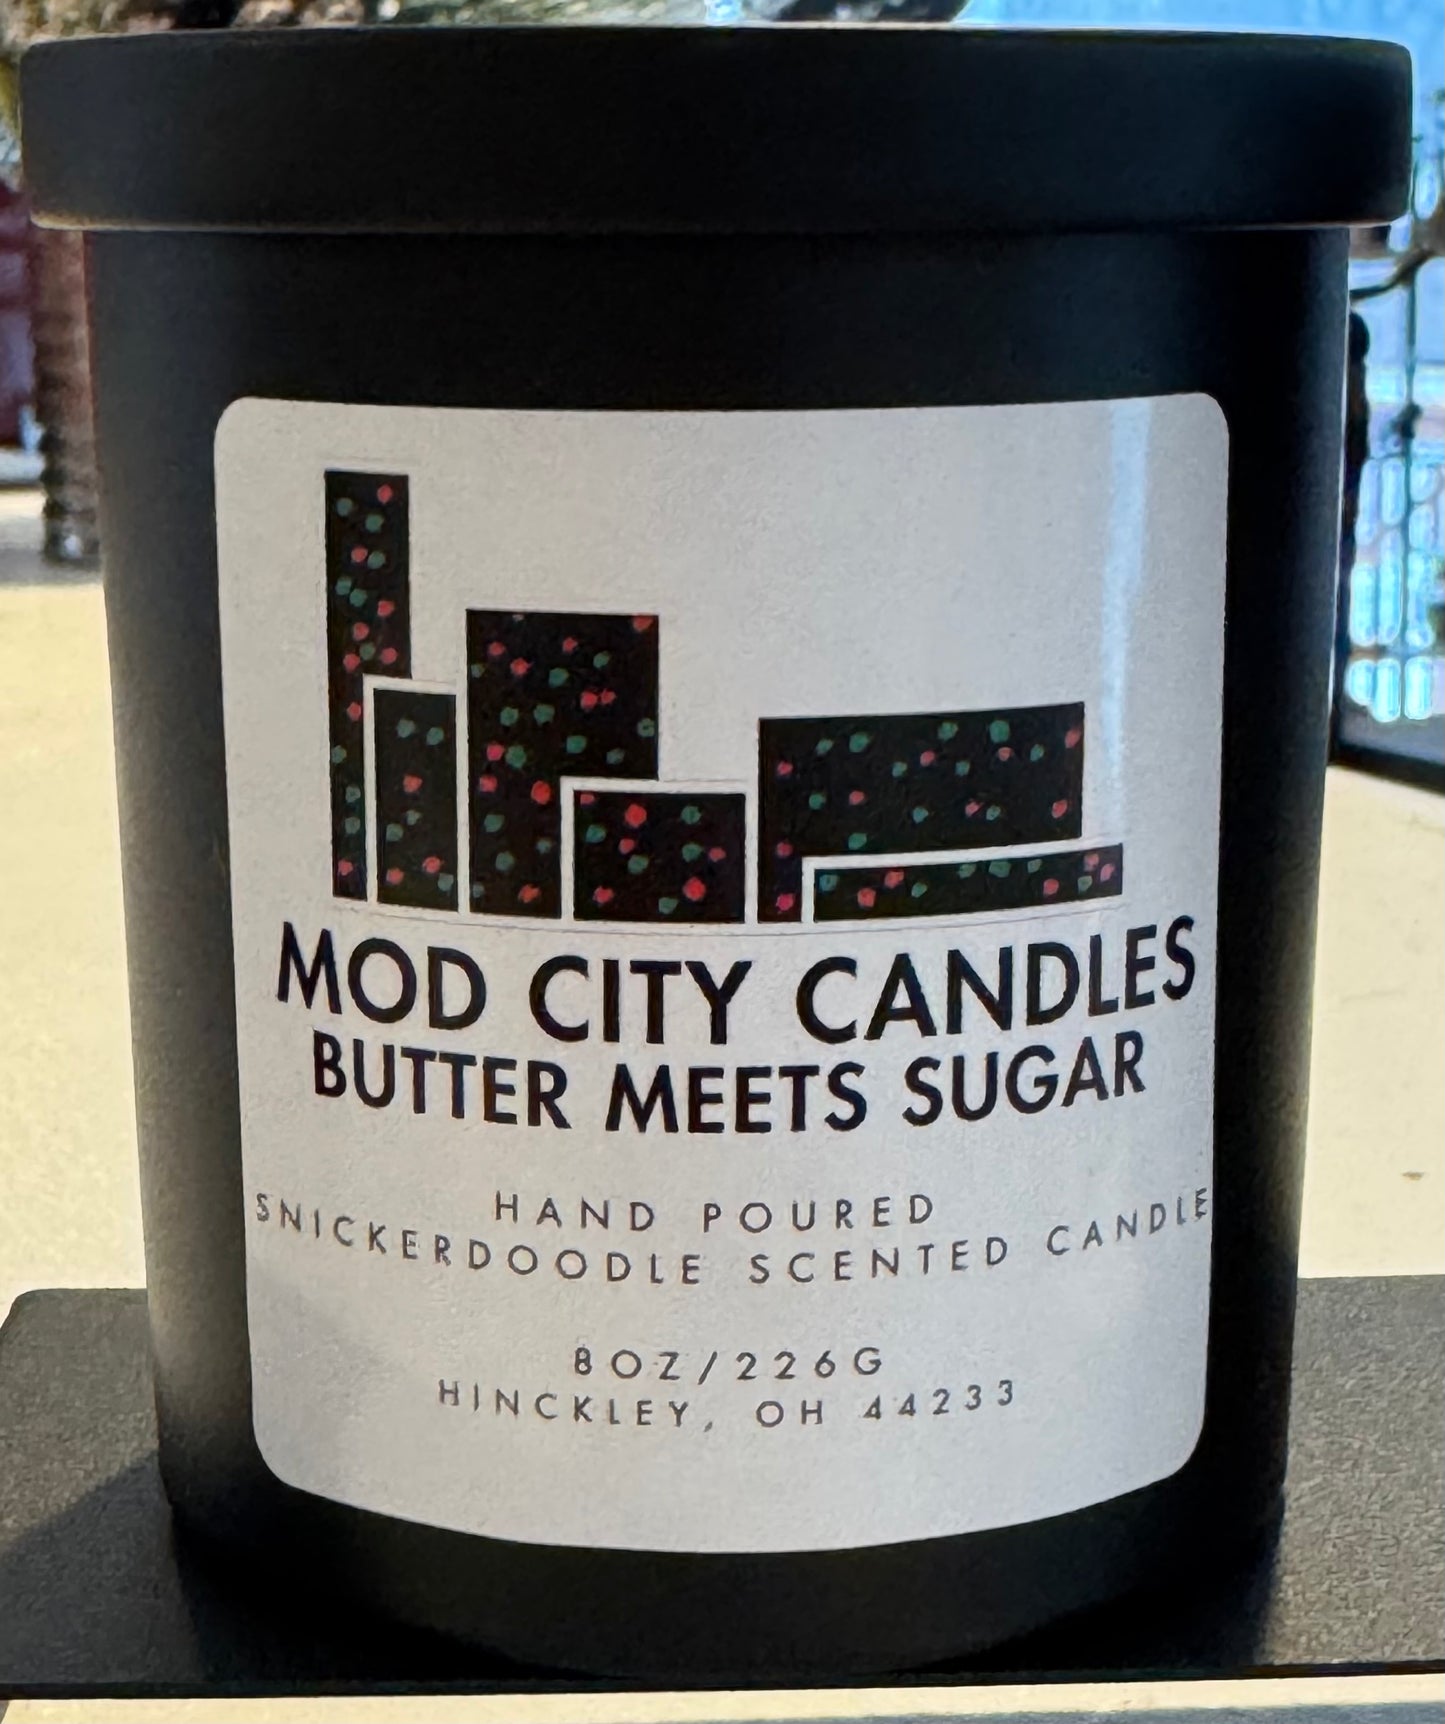 MOD CITY CANDLES
BUTTER MEETS SUGAR
HAND POURED
SNICKERDOODLE SCENTED CANDLE
8OZ/226G
HINCKLEY, OH 44233